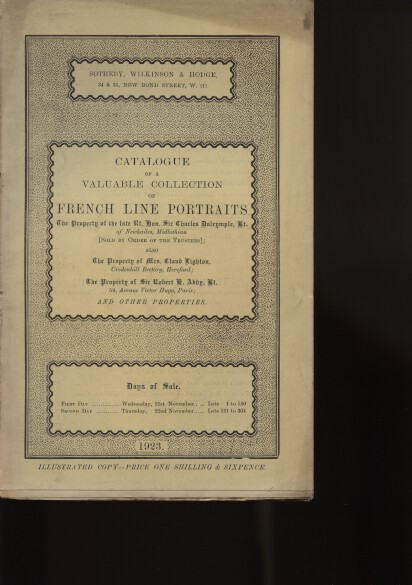 SOTHEBY, WILKINSON & HODGE,
34 & 35, NEW BOND STREET, W. (1)
CATALOGUE
OF A
VALUABLE COLLECTION
OF
FRENCH LINE PORTRAITS
The Property of the late Rt. Hon. Sir Charles Dalrymple, Bt.
of Newhailes, Midlothian
[SOLD BY ORDER OF THE TRUSTEES];
ALSO
The Property of Mrs. Claud Lighton,
Credenhill Rectory, Hereford;
The Property of Sir Robert H. Abdy, Bt.
Avenue Victor Hugo, Paris;
AND OTHER PROPERTIES.
Days of Sale.
FIRST DAY ............ Wednesday, 21st November.... Lots 1 to 150
SECOND DAY .......... Thursday, 22nd November..... Lots 151 to 304
1923.
ILLUSTRATED COPY—PRICE ONE SHILLING & SIXPENCE.